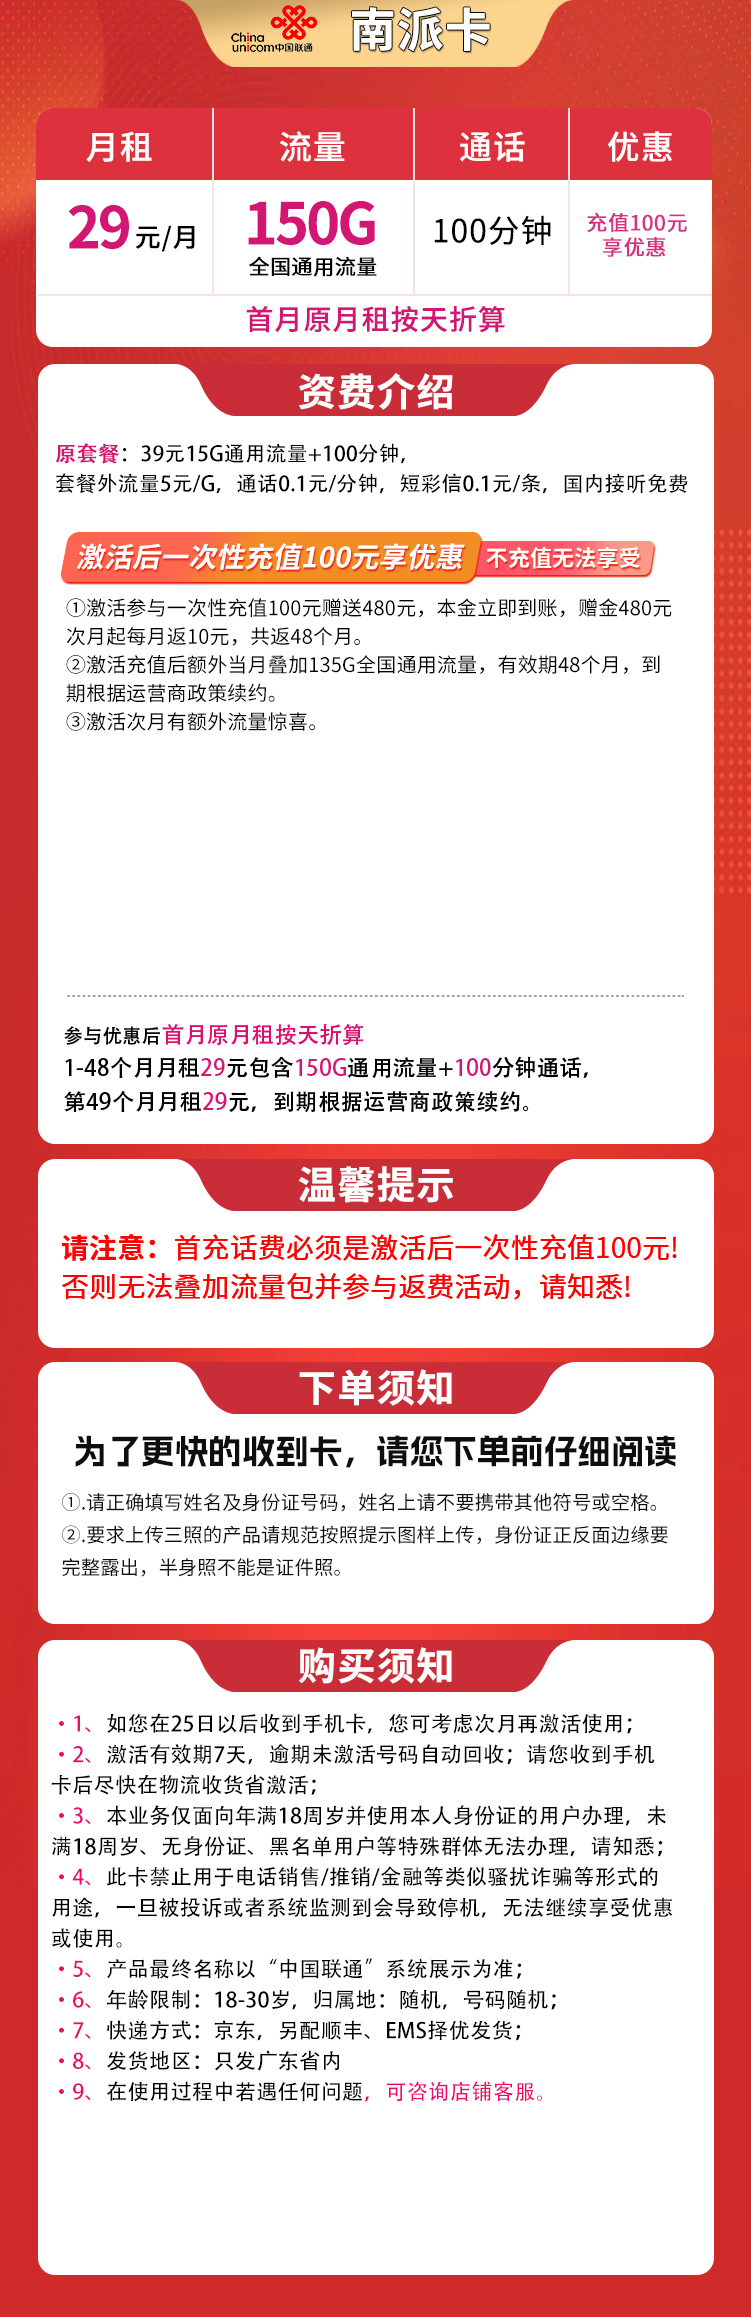 China
unicom中国联通
南派卡
月租 流量 通话 优惠
29元/月 150G 100分钟 充值100元
全国通用流量 享优惠
首月原月租按天折算
资费介绍
原套餐：39元15G通用流量+100分钟，
套餐外流量5元/G，通话0.1元/分钟，短彩信0.1元/条，国内接听免费
激活后一次性充值100元享优惠 不充值无法享受
①激活参与一次性充值100元赠送480元，本金立即到账，赠金480元
次月起每月返10元，共返48个月。
②激活充值后额外当月叠加135G全国通用流量，有效期48个月，到
期根据运营商政策续约。
③激活次月有额外流量惊喜。
参与优惠后首月原月租按天折算
1-48个月月租29元包含150G通用流量+100分钟通话，
第49个月月租29元，到期根据运营商政策续约。
温馨提示
请注意：首充话费必须是激活后一次性充值100元!
否则无法叠加流量包并参与返费活动，请知悉!
下单须知
为了更快的收到卡，请您下单前仔细阅读
①.请正确填写姓名及身份证号码，姓名上请不要携带其他符号或空格。
②.要求上传三照的产品请规范按照提示图样上传，身份证正反面边缘要
完整露出，半身照不能是证件照。
购买须知
·1、如您在25日以后收到手机卡，您可考虑次月再激活使用；
·2、激活有效期7天，逾期未激活号码自动回收；请您收到手机
卡后尽快在物流收货省激活；
·3、本业务仅面向年满18周岁并使用本人身份证的用户办理，未
满18周岁、无身份证、黑名单用户等特殊群体无法办理，请知悉；
·4、此卡禁止用于电话销售/推销/金融等类似骚扰诈骗等形式的
用途，一旦被投诉或者系统监测到会导致停机，无法继续享受优惠
或使用。
·5、产品最终名称以“中国联通”系统展示为准；
·6、年龄限制：18-30岁，归属地：随机，号码随机；
·7、快递方式：京东，另配顺丰、EMS择优发货；
·8、发货地区：只发广东省内
·9、在使用过程中若遇任何问题，可咨询店铺客服。